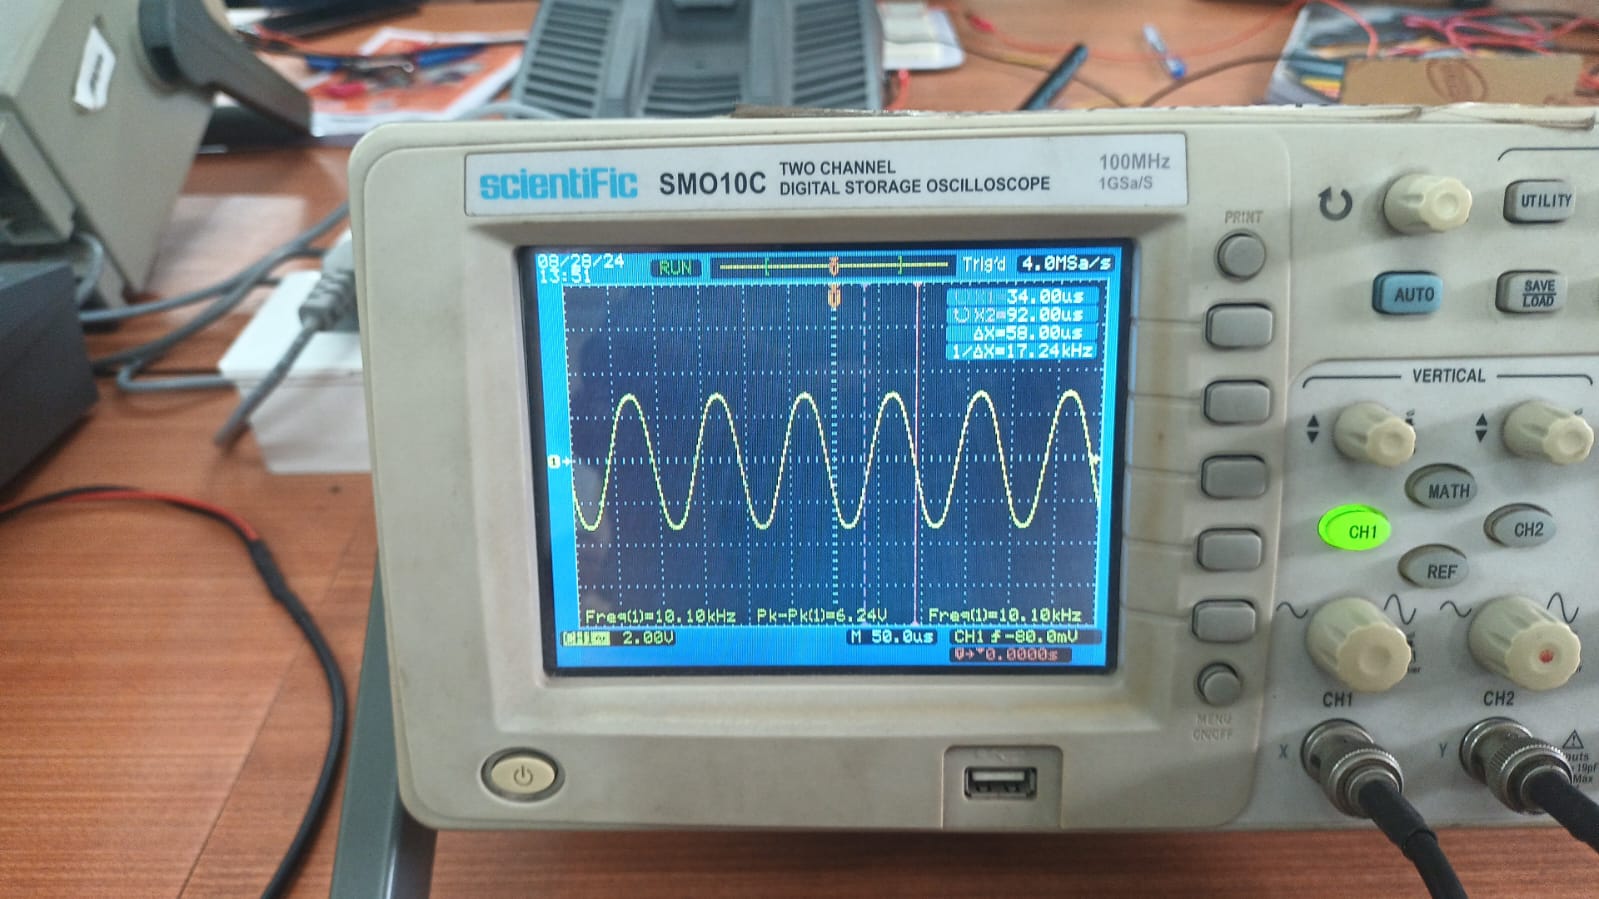 scientiFic SMO10C TWO CHANNEL
DIGITAL STORAGE OSCILLOSCOPE
100MHz
1GSa/S
PRINT
UTILITY
AUTO
SAVE
LOAD
08/28/24
13:51
RUN
Trig'd
4.0MSa/s
34.00us
X2=92.00us
ΔX=58.00us
1/ΔX=17.24kHz
1
Freq(1)=10.10kHz Pk-Pk(1)=6.24V Freq(1)=10.10kHz
2.00V
M 50.0us
CH1
-80.0mV
0.0000s
VERTICAL
MATH
CH1
CH2
REF
CH1
CH2
MENU
ON/OFF
X
Y
Max